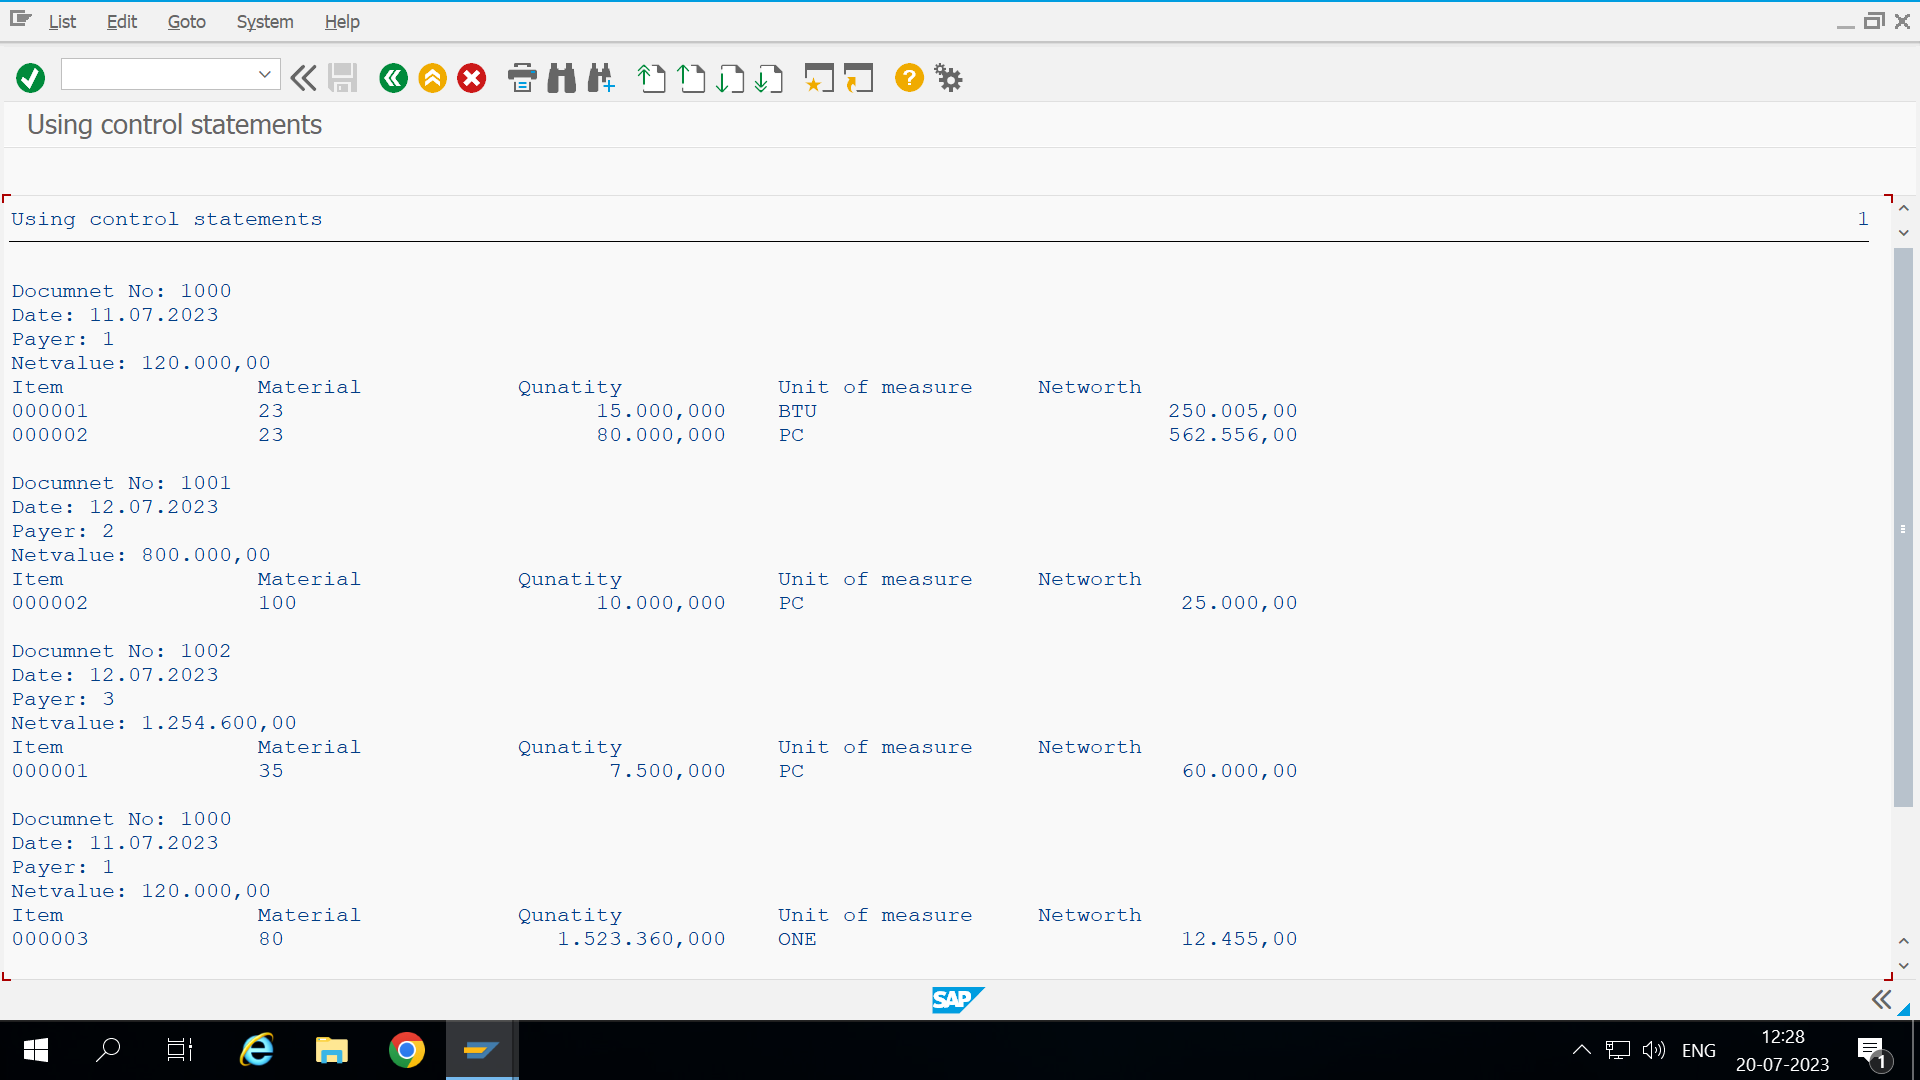 List Edit Goto System Help
Using control statements
Using control statements 1
Documnet No: 1000
Date: 11.07.2023
Payer: 1
Netvalue: 120.000,00
Item Material Qunatity Unit of measure Networth
000001 23 15.000,000 BTU 250.005,00
000002 23 80.000,000 PC 562.556,00
Documnet No: 1001
Date: 12.07.2023
Payer: 2
Netvalue: 800.000,00
Item Material Qunatity Unit of measure Networth
000002 100 10.000,000 PC 25.000,00
Documnet No: 1002
Date: 12.07.2023
Payer: 3
Netvalue: 1.254.600,00
Item Material Qunatity Unit of measure Networth
000001 35 7.500,000 PC 60.000,00
Documnet No: 1000
Date: 11.07.2023
Payer: 1
Netvalue: 120.000,00
Item Material Qunatity Unit of measure Networth
000003 80 1.523.360,000 ONE 12.455,00
SAP
ENG 12:28
20-07-2023 1